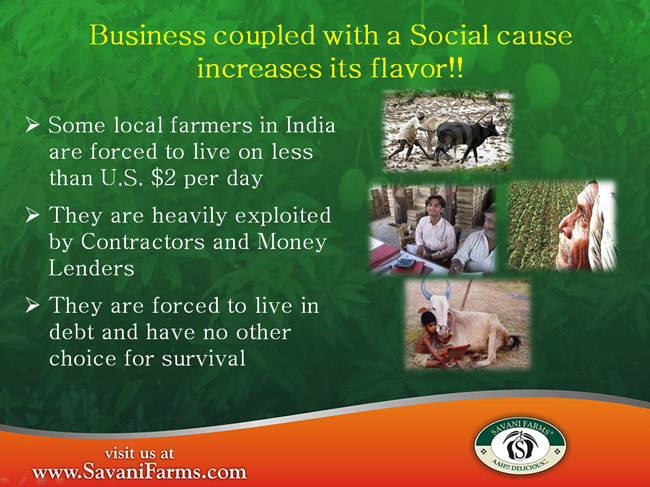 Business coupled with a Social cause
increases its flavor!!
➢ Some local farmers in India
are forced to live on less
than U.S. $2 per day
➢ They are heavily exploited
by Contractors and Money
Lenders
➢ They are forced to live in
debt and have no other
choice for survival
visit us at
www.SavaniFarms.com
SAVANI FARMS®
S
AAH!! DELICIOUS...